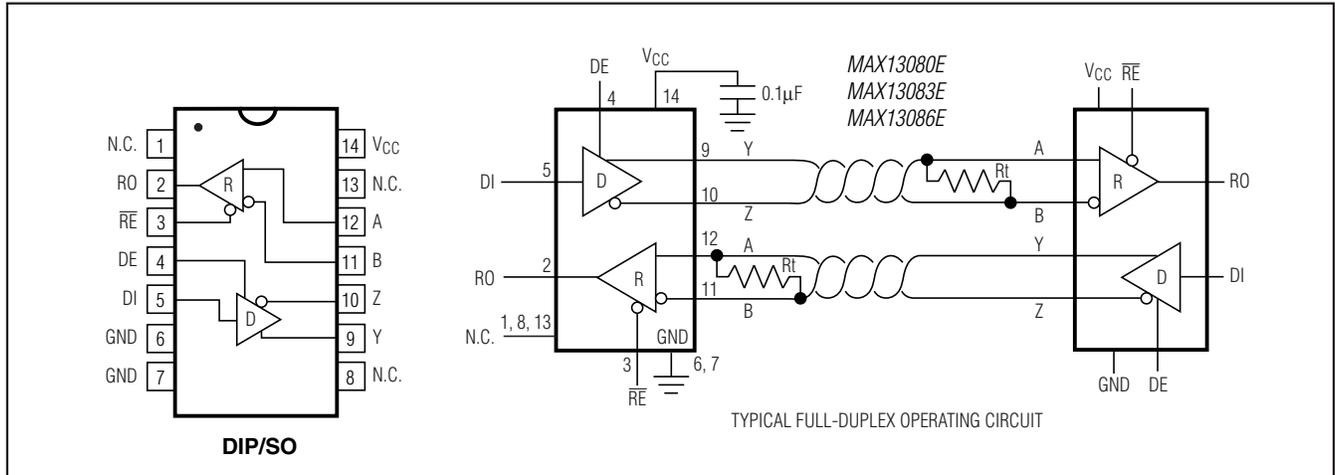 N.C. 1
RO 2
R̅E̅ 3
DE 4
DI 5
GND 6
GND 7
R
D
14 VCC
13 N.C.
12 A
11 B
10 Z
9 Y
8 N.C.
DIP/SO
DE
4
VCC
14
0.1µF
MAX13080E
MAX13083E
MAX13086E
VCC R̅E̅
DI 5
D
9 Y
10 Z
Rt
A
B
R
RO
RO 2
R
12 A
11 B
Rt
Y
Z
D
DI
N.C. 1, 8, 13
3
R̅E̅
GND
6, 7
GND DE
TYPICAL FULL-DUPLEX OPERATING CIRCUIT